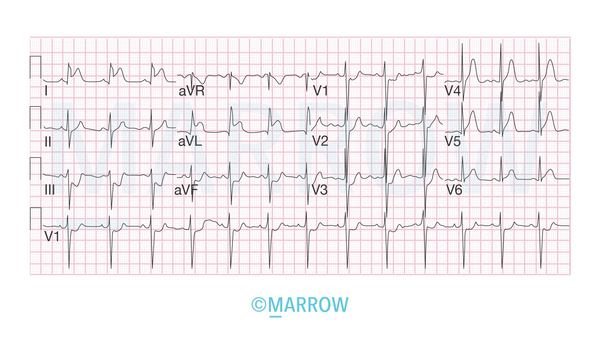 I aVR V1 V4
II aVL V2 V5
III aVF V3 V6
V1
©MARROW